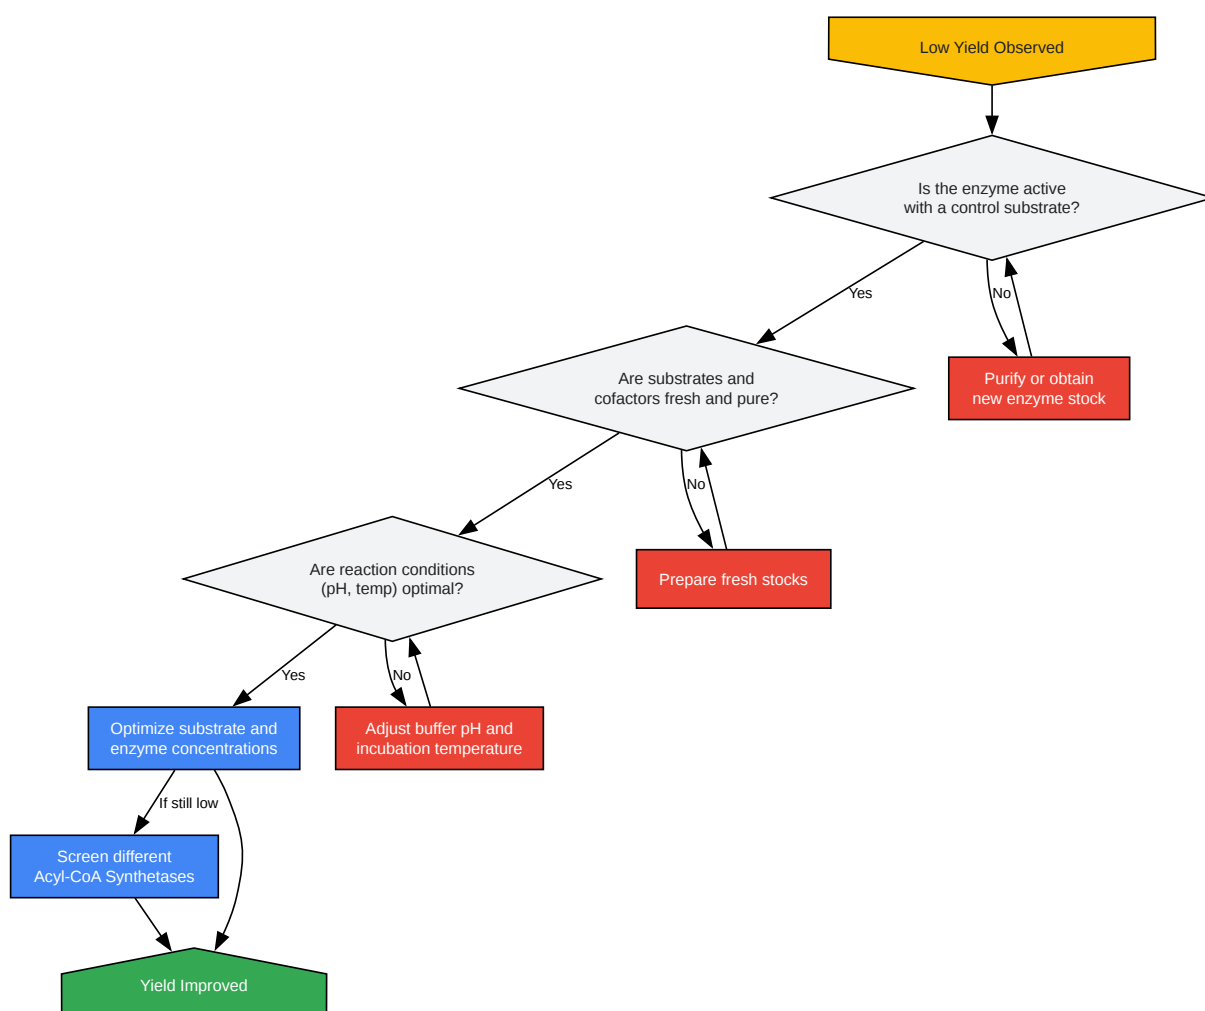 Low Yield Observed
Is the enzyme active
with a control substrate?
Yes
No
Purify or obtain
new enzyme stock
Are substrates and
cofactors fresh and pure?
Yes
No
Prepare fresh stocks
Are reaction conditions
(pH, temp) optimal?
Yes
No
Optimize substrate and
enzyme concentrations
Adjust buffer pH and
incubation temperature
If still low
Screen different
Acyl-CoA Synthetases
Yield Improved